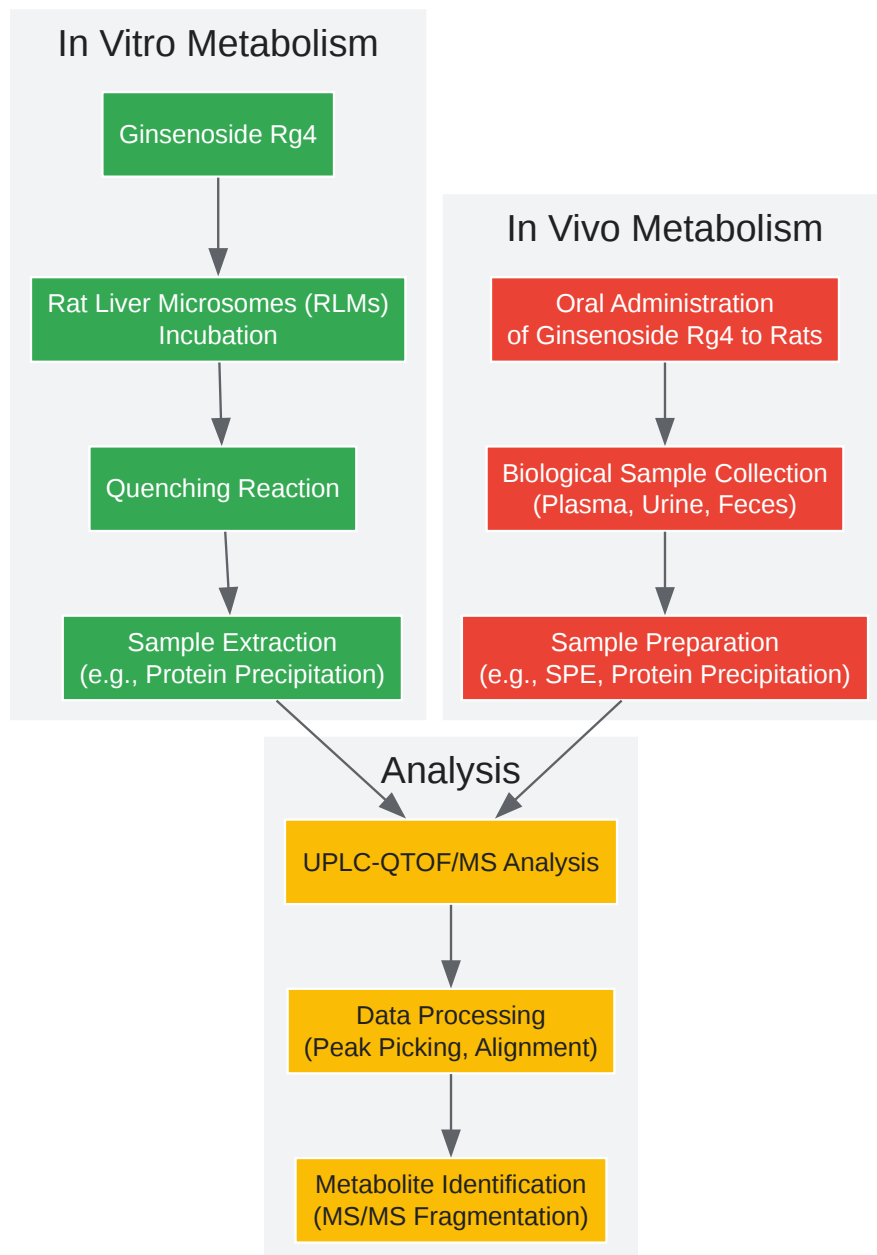 In Vitro Metabolism
Ginsenoside Rg4
Rat Liver Microsomes (RLMs)
Incubation
Quenching Reaction
Sample Extraction
(e.g., Protein Precipitation)
In Vivo Metabolism
Oral Administration
of Ginsenoside Rg4 to Rats
Biological Sample Collection
(Plasma, Urine, Feces)
Sample Preparation
(e.g., SPE, Protein Precipitation)
Analysis
UPLC-QTOF/MS Analysis
Data Processing
(Peak Picking, Alignment)
Metabolite Identification
(MS/MS Fragmentation)